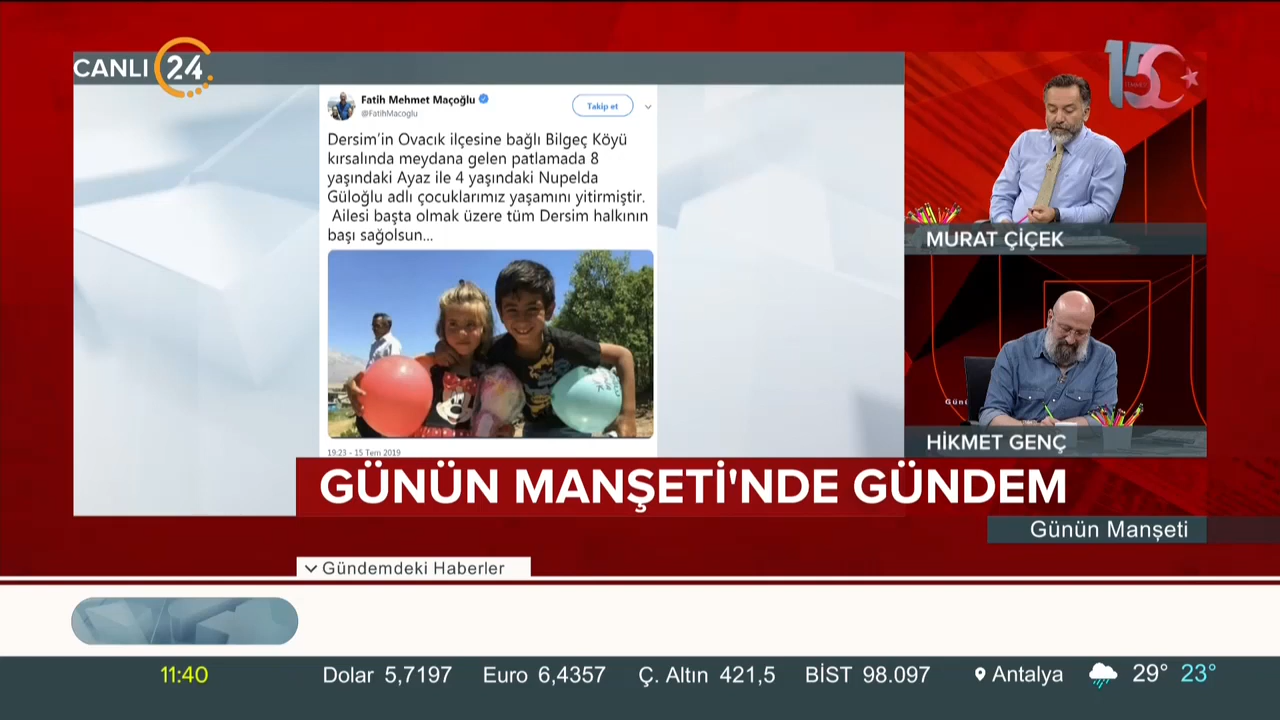 CANLI 24
15
Fatih Mehmet Maçoğlu
@FatihMacoglu
Takip et
Dersim'in Ovacık ilçesine bağlı Bilgeç Köyü
kırsalında meydana gelen patlamada 8
yaşındaki Ayaz ile 4 yaşındaki Nupelda
Güloğlu adlı çocuklarımız yaşamını yitirmiştir.
Ailesi başta olmak üzere tüm Dersim halkının
başı sağolsun...
19:23 - 15 Tem 2019
MURAT ÇİÇEK
Günü
HİKMET GENÇ
GÜNÜN MANŞETİ'NDE GÜNDEM
Günün Manşeti
Gündemdeki Haberler
11:40
Dolar 5,7197
Euro 6,4357
Ç. Altın 421,5
BİST 98.097
Antalya
29° 23°